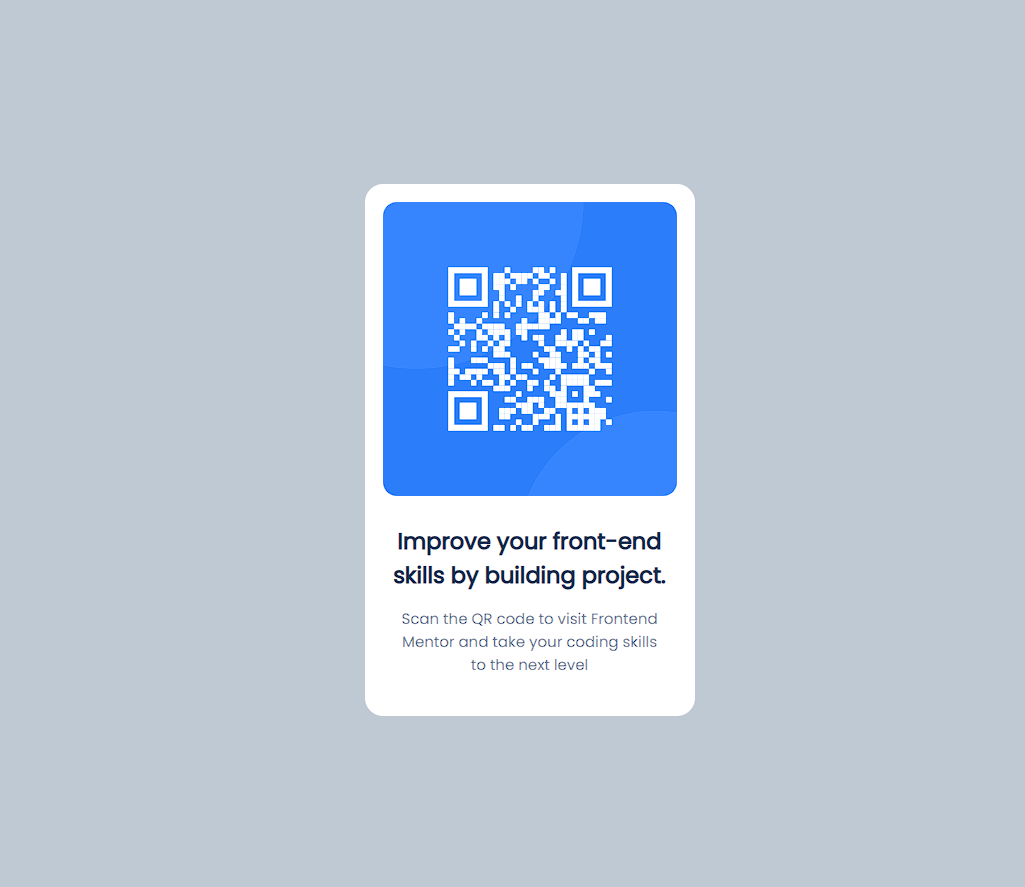 Improve your front-end
skills by building project.
Scan the QR code to visit Frontend
Mentor and take your coding skills
to the next level